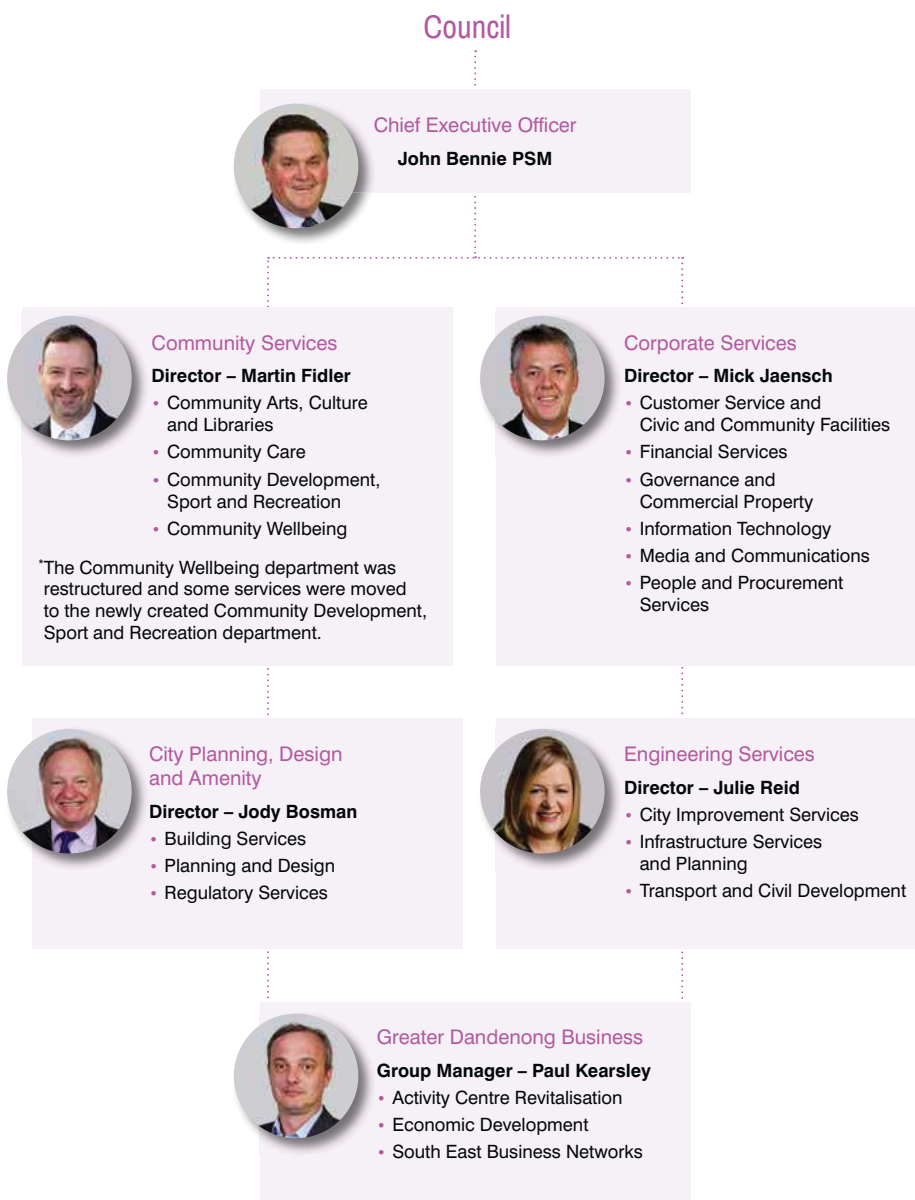 Council
Chief Executive Officer
John Bennie PSM
Community Services
Director – Martin Fidler
• Community Arts, Culture
and Libraries
• Community Care
• Community Development,
Sport and Recreation
• Community Wellbeing
*The Community Wellbeing department was
restructured and some services were moved
to the newly created Community Development,
Sport and Recreation department.
Corporate Services
Director – Mick Jaensch
• Customer Service and
Civic and Community Facilities
• Financial Services
• Governance and
Commercial Property
• Information Technology
• Media and Communications
• People and Procurement
Services
City Planning, Design
and Amenity
Director – Jody Bosman
• Building Services
• Planning and Design
• Regulatory Services
Engineering Services
Director – Julie Reid
• City Improvement Services
• Infrastructure Services
and Planning
• Transport and Civil Development
Greater Dandenong Business
Group Manager – Paul Kearsley
• Activity Centre Revitalisation
• Economic Development
• South East Business Networks